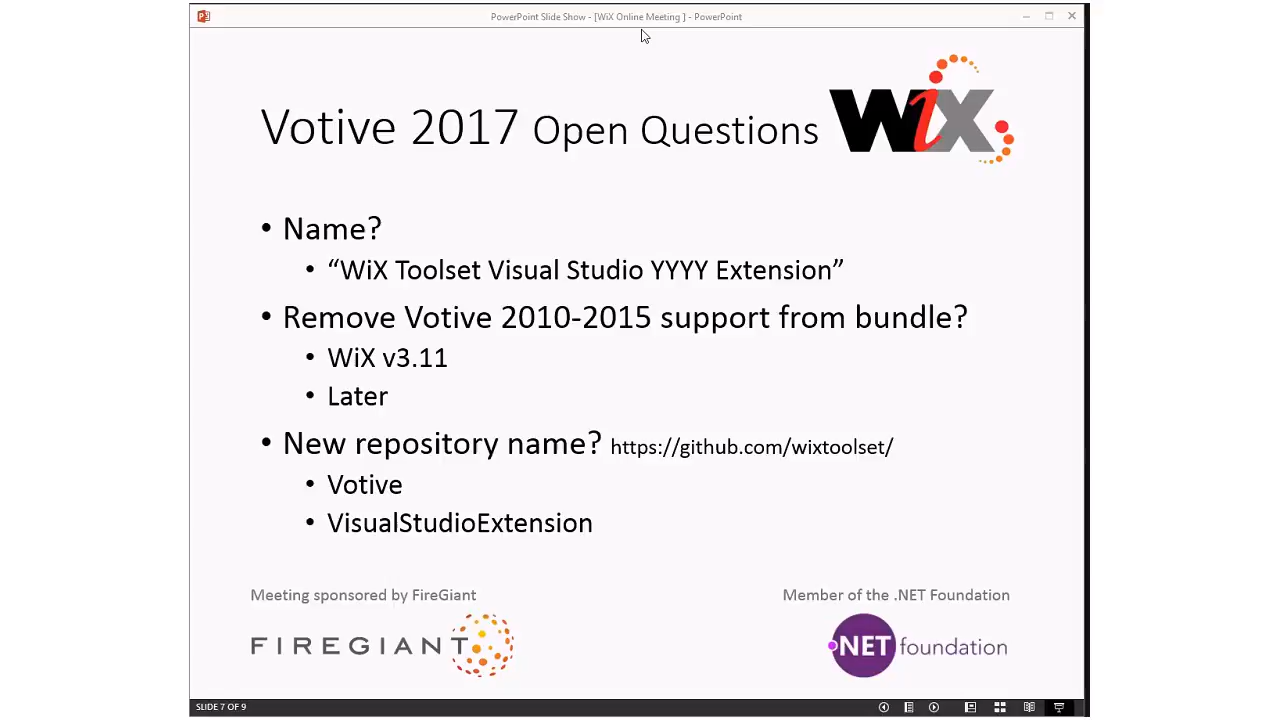 PowerPoint Slide Show - [WiX Online Meeting ] - PowerPoint
WiX
Votive 2017 Open Questions
• Name?
• “WiX Toolset Visual Studio YYYY Extension”
• Remove Votive 2010-2015 support from bundle?
• WiX v3.11
• Later
• New repository name? https://github.com/wixtoolset/
• Votive
• VisualStudioExtension
Meeting sponsored by FireGiant
Member of the .NET Foundation
FIREGIANT
.NET foundation
SLIDE 7 OF 9